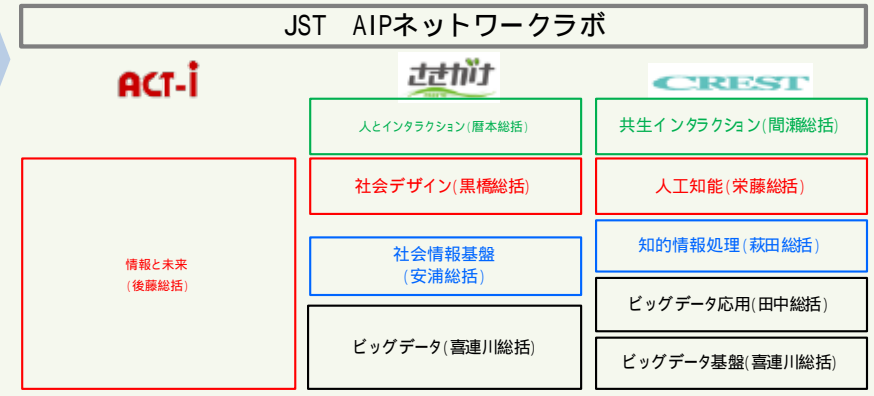 JST AIPネットワークラボ
ACT-i
さきがけ
CREST
人とインタラクション(暦本総括)
共生インタラクション(間瀬総括)
社会デザイン(黒橋総括)
人工知能(栄藤総括)
情報と未来
(後藤総括)
社会情報基盤
(安浦総括)
知的情報処理(萩田総括)
ビッグデータ(喜連川総括)
ビッグデータ応用(田中総括)
ビッグデータ基盤(喜連川総括)